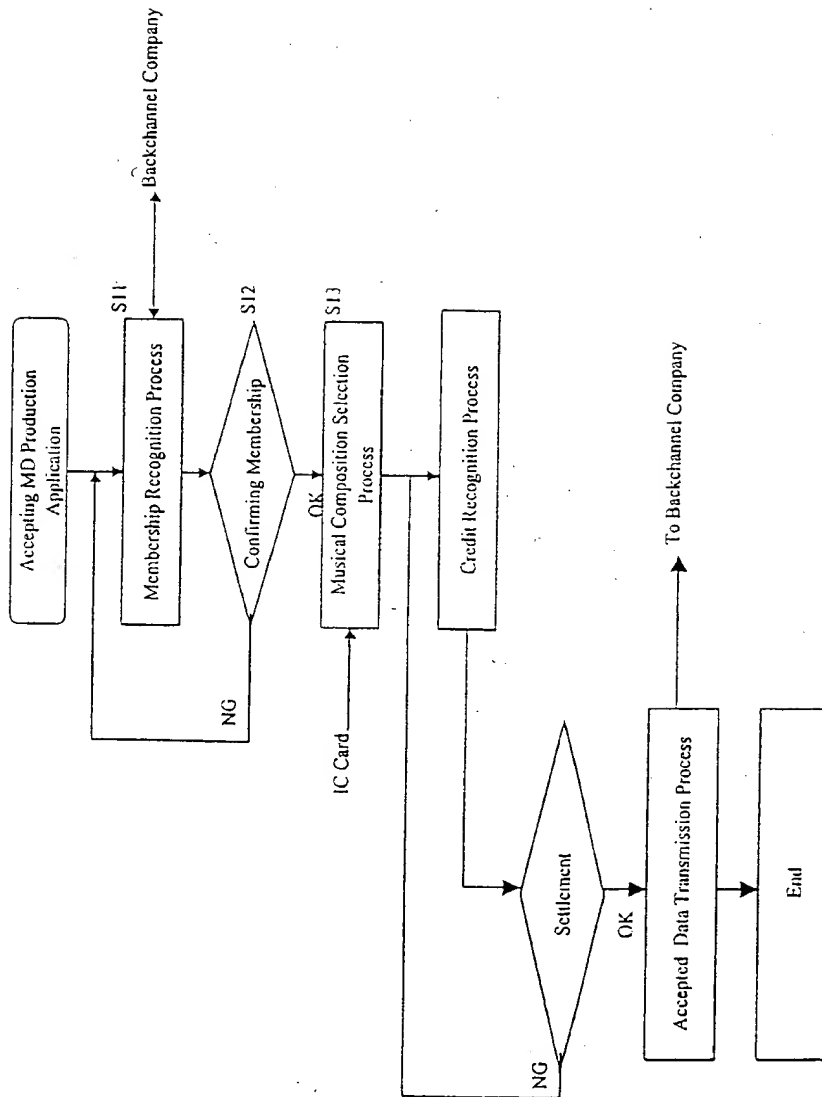 Accepting MD Production
Application
S11
Membership Recognition Process
Backchannel Company
S12
Confirming Membership
NG
OK
S13
Musical Composition Selection
Process
IC Card
Credit Recognition Process
Settlement
NG
OK
Accepted Data Transmission Process
To Backchannel Company
End